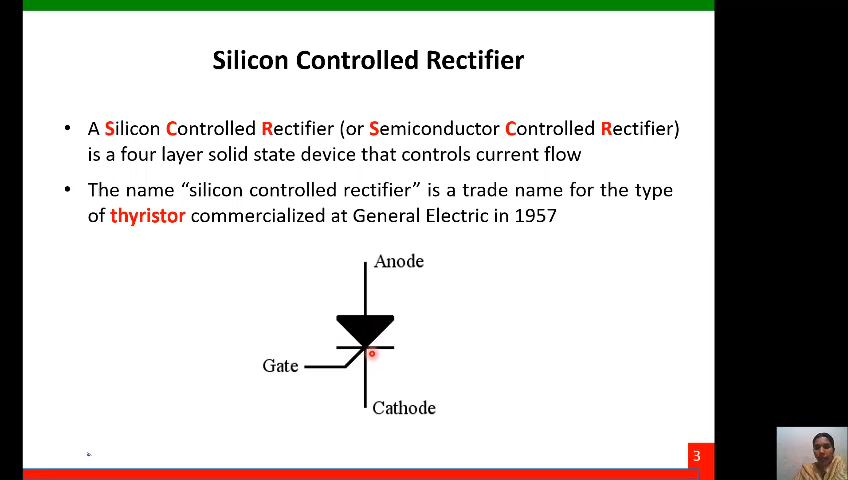 Silicon Controlled Rectifier
• A Silicon Controlled Rectifier (or Semiconductor Controlled Rectifier)
is a four layer solid state device that controls current flow
• The name “silicon controlled rectifier” is a trade name for the type
of thyristor commercialized at General Electric in 1957
Anode
Gate
Cathode
3